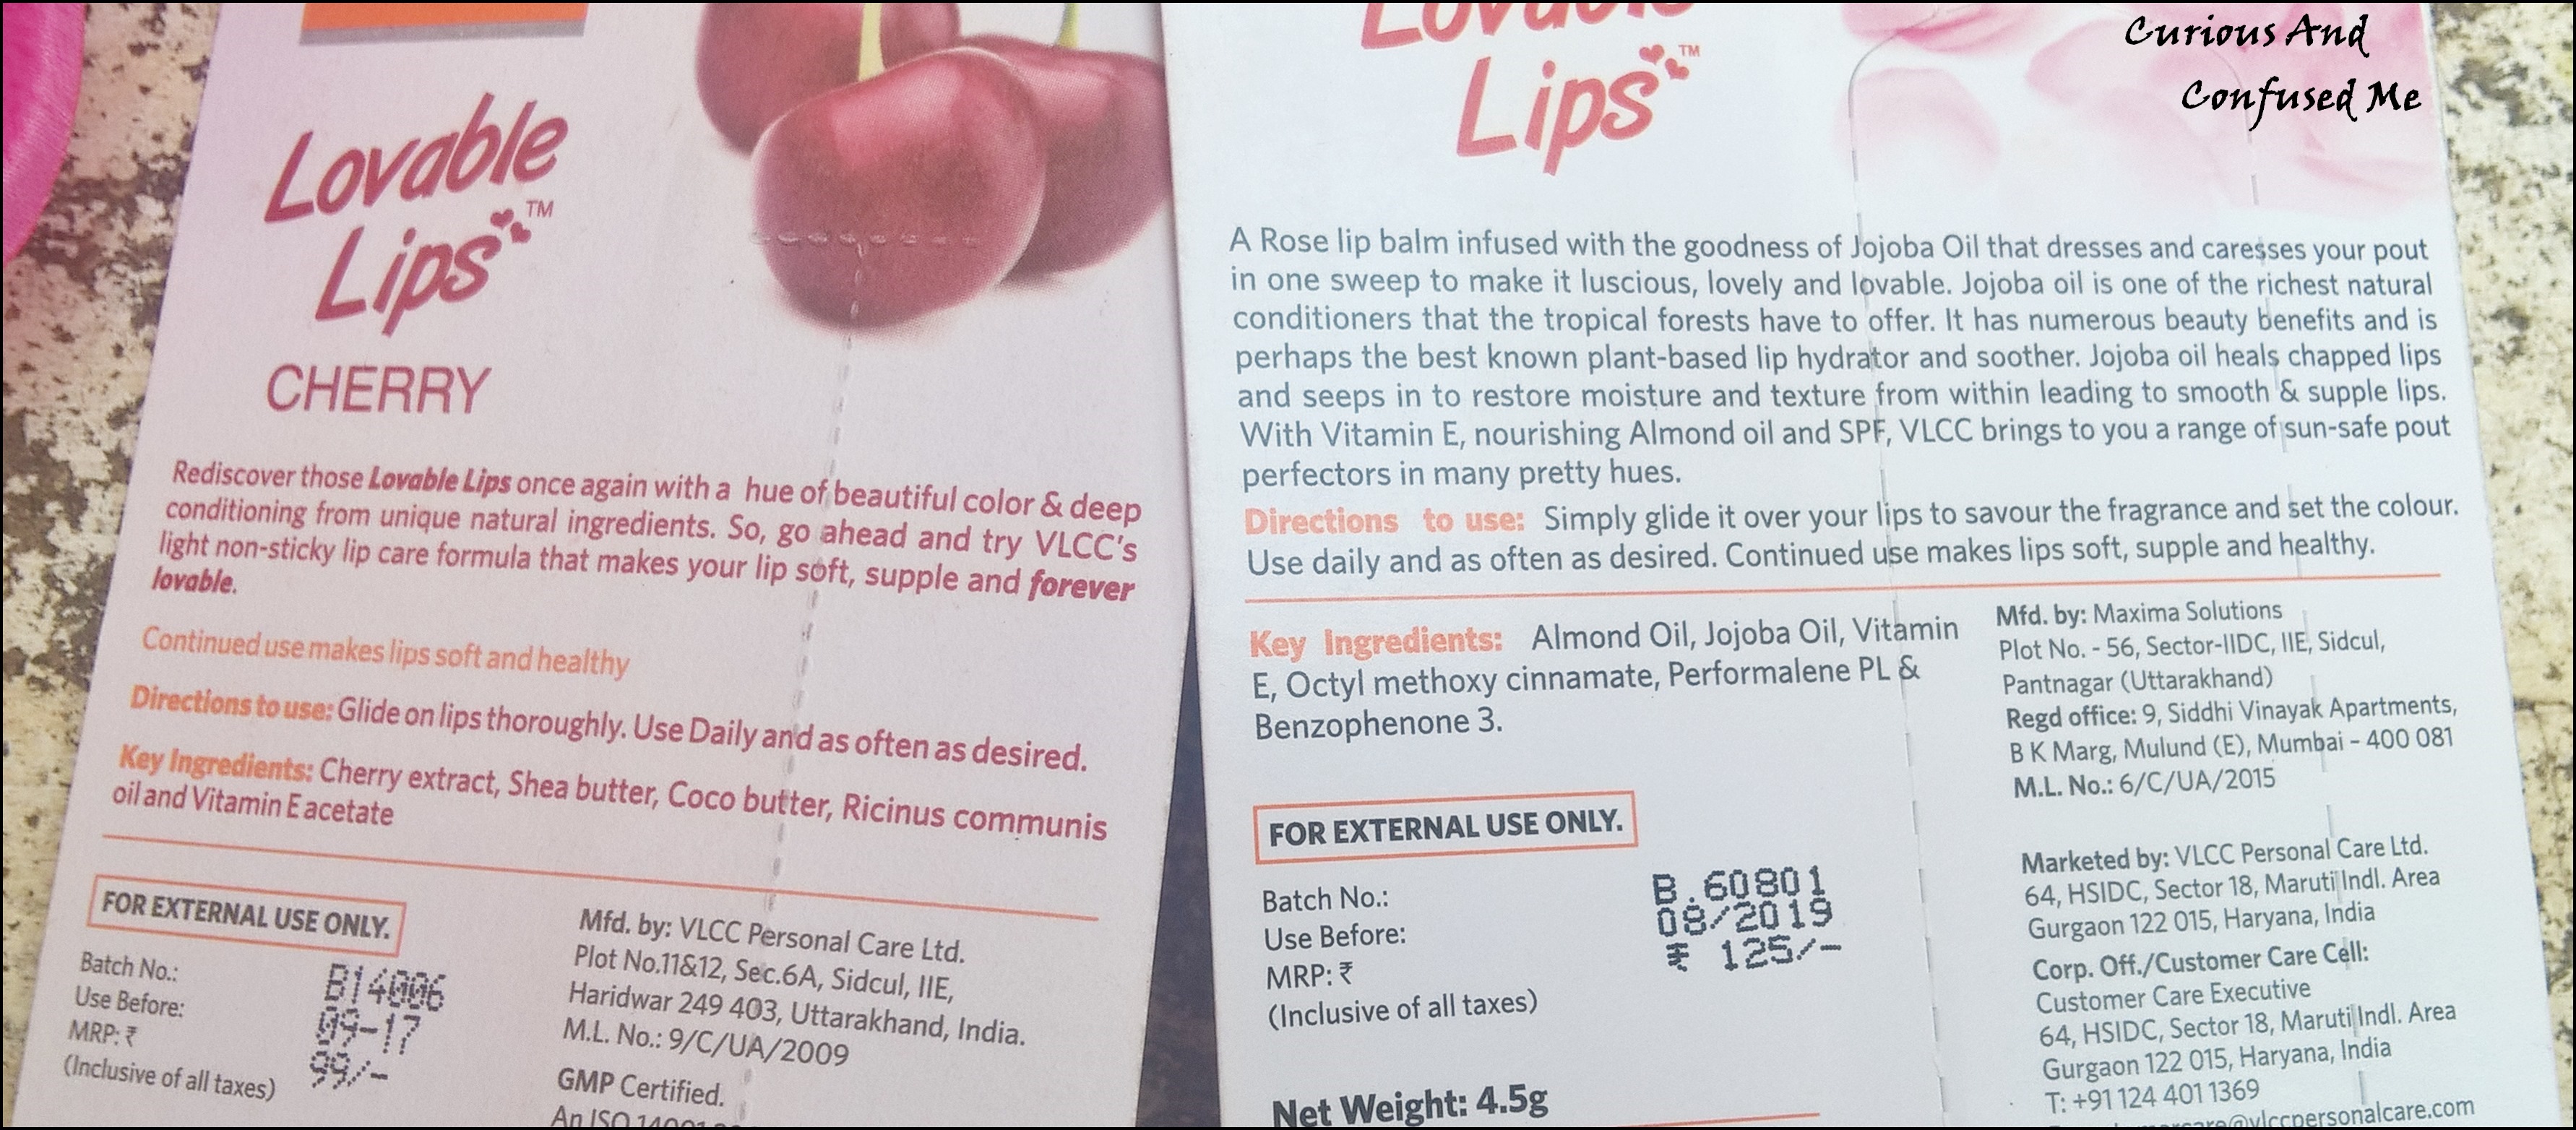 Curious And
Confused Me
Lovable
Lips™
CHERRY
Rediscover those Lovable Lips once again with a hue of beautiful color & deep
conditioning from unique natural ingredients. So, go ahead and try VLCC's
light non-sticky lip care formula that makes your lip soft, supple and forever
lovable.
Continued use makes lips soft and healthy
Directions to use: Glide on lips thoroughly. Use Daily and as often as desired.
Key Ingredients: Cherry extract, Shea butter, Coco butter, Ricinus communis
oil and Vitamin E acetate
FOR EXTERNAL USE ONLY.
Batch No.: B14006
Use Before: 09-17
MRP: ₹ 99/-
(Inclusive of all taxes)
Mfd. by: VLCC Personal Care Ltd.
Plot No.11&12, Sec.6A, Sidcul, IIE,
Haridwar 249 403, Uttarakhand, India.
M.L. No.: 9/C/UA/2009
GMP Certified.
An ISO
Lovable
Lips™
A Rose lip balm infused with the goodness of Jojoba Oil that dresses and caresses your pout
in one sweep to make it luscious, lovely and lovable. Jojoba oil is one of the richest natural
conditioners that the tropical forests have to offer. It has numerous beauty benefits and is
perhaps the best known plant-based lip hydrator and soother. Jojoba oil heals chapped lips
and seeps in to restore moisture and texture from within leading to smooth & supple lips.
With Vitamin E, nourishing Almond oil and SPF, VLCC brings to you a range of sun-safe pout
perfectors in many pretty hues.
Directions to use: Simply glide it over your lips to savour the fragrance and set the colour.
Use daily and as often as desired. Continued use makes lips soft, supple and healthy.
Key Ingredients: Almond Oil, Jojoba Oil, Vitamin
E, Octyl methoxy cinnamate, Performalene PL &
Benzophenone 3.
FOR EXTERNAL USE ONLY.
Batch No.: B.60801
Use Before: 08/2019
MRP: ₹ ₹ 125/-
(Inclusive of all taxes)
Net Weight: 4.5g
Mfd. by: Maxima Solutions
Plot No. - 56, Sector-IIDC, IIE, Sidcul,
Pantnagar (Uttarakhand)
Regd office: 9, Siddhi Vinayak Apartments,
B K Marg, Mulund (E), Mumbai - 400 081
M.L. No.: 6/C/UA/2015
Marketed by: VLCC Personal Care Ltd.
64, HSIDC, Sector 18, Maruti Indl. Area
Gurgaon 122 015, Haryana, India
Corp. Off./Customer Care Cell:
Customer Care Executive
64, HSIDC, Sector 18, Maruti Indl. Area
Gurgaon 122 015, Haryana, India
T: +91 124 401 1369